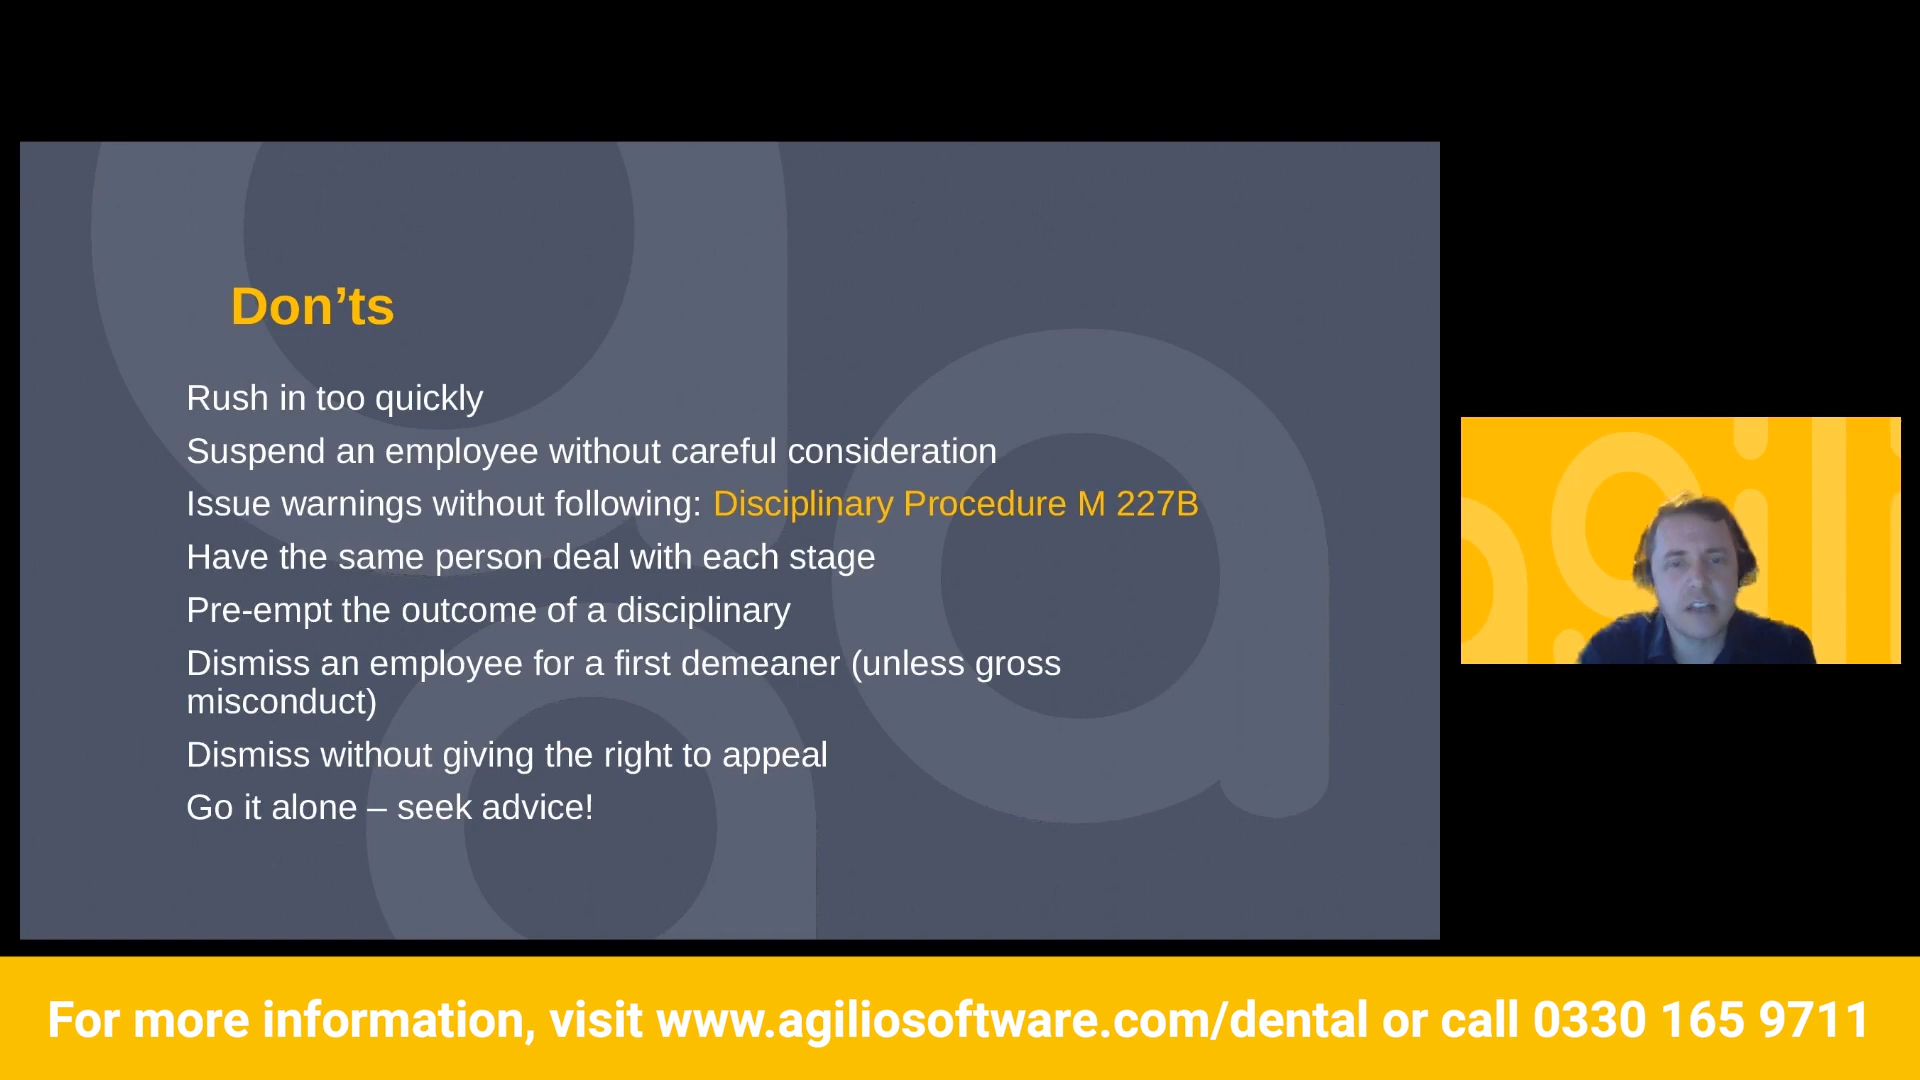 Don’ts
Rush in too quickly
Suspend an employee without careful consideration
Issue warnings without following: Disciplinary Procedure M 227B
Have the same person deal with each stage
Pre-empt the outcome of a disciplinary
Dismiss an employee for a first demeaner (unless gross
misconduct)
Dismiss without giving the right to appeal
Go it alone – seek advice!
For more information, visit www.agiliosoftware.com/dental or call 0330 165 9711